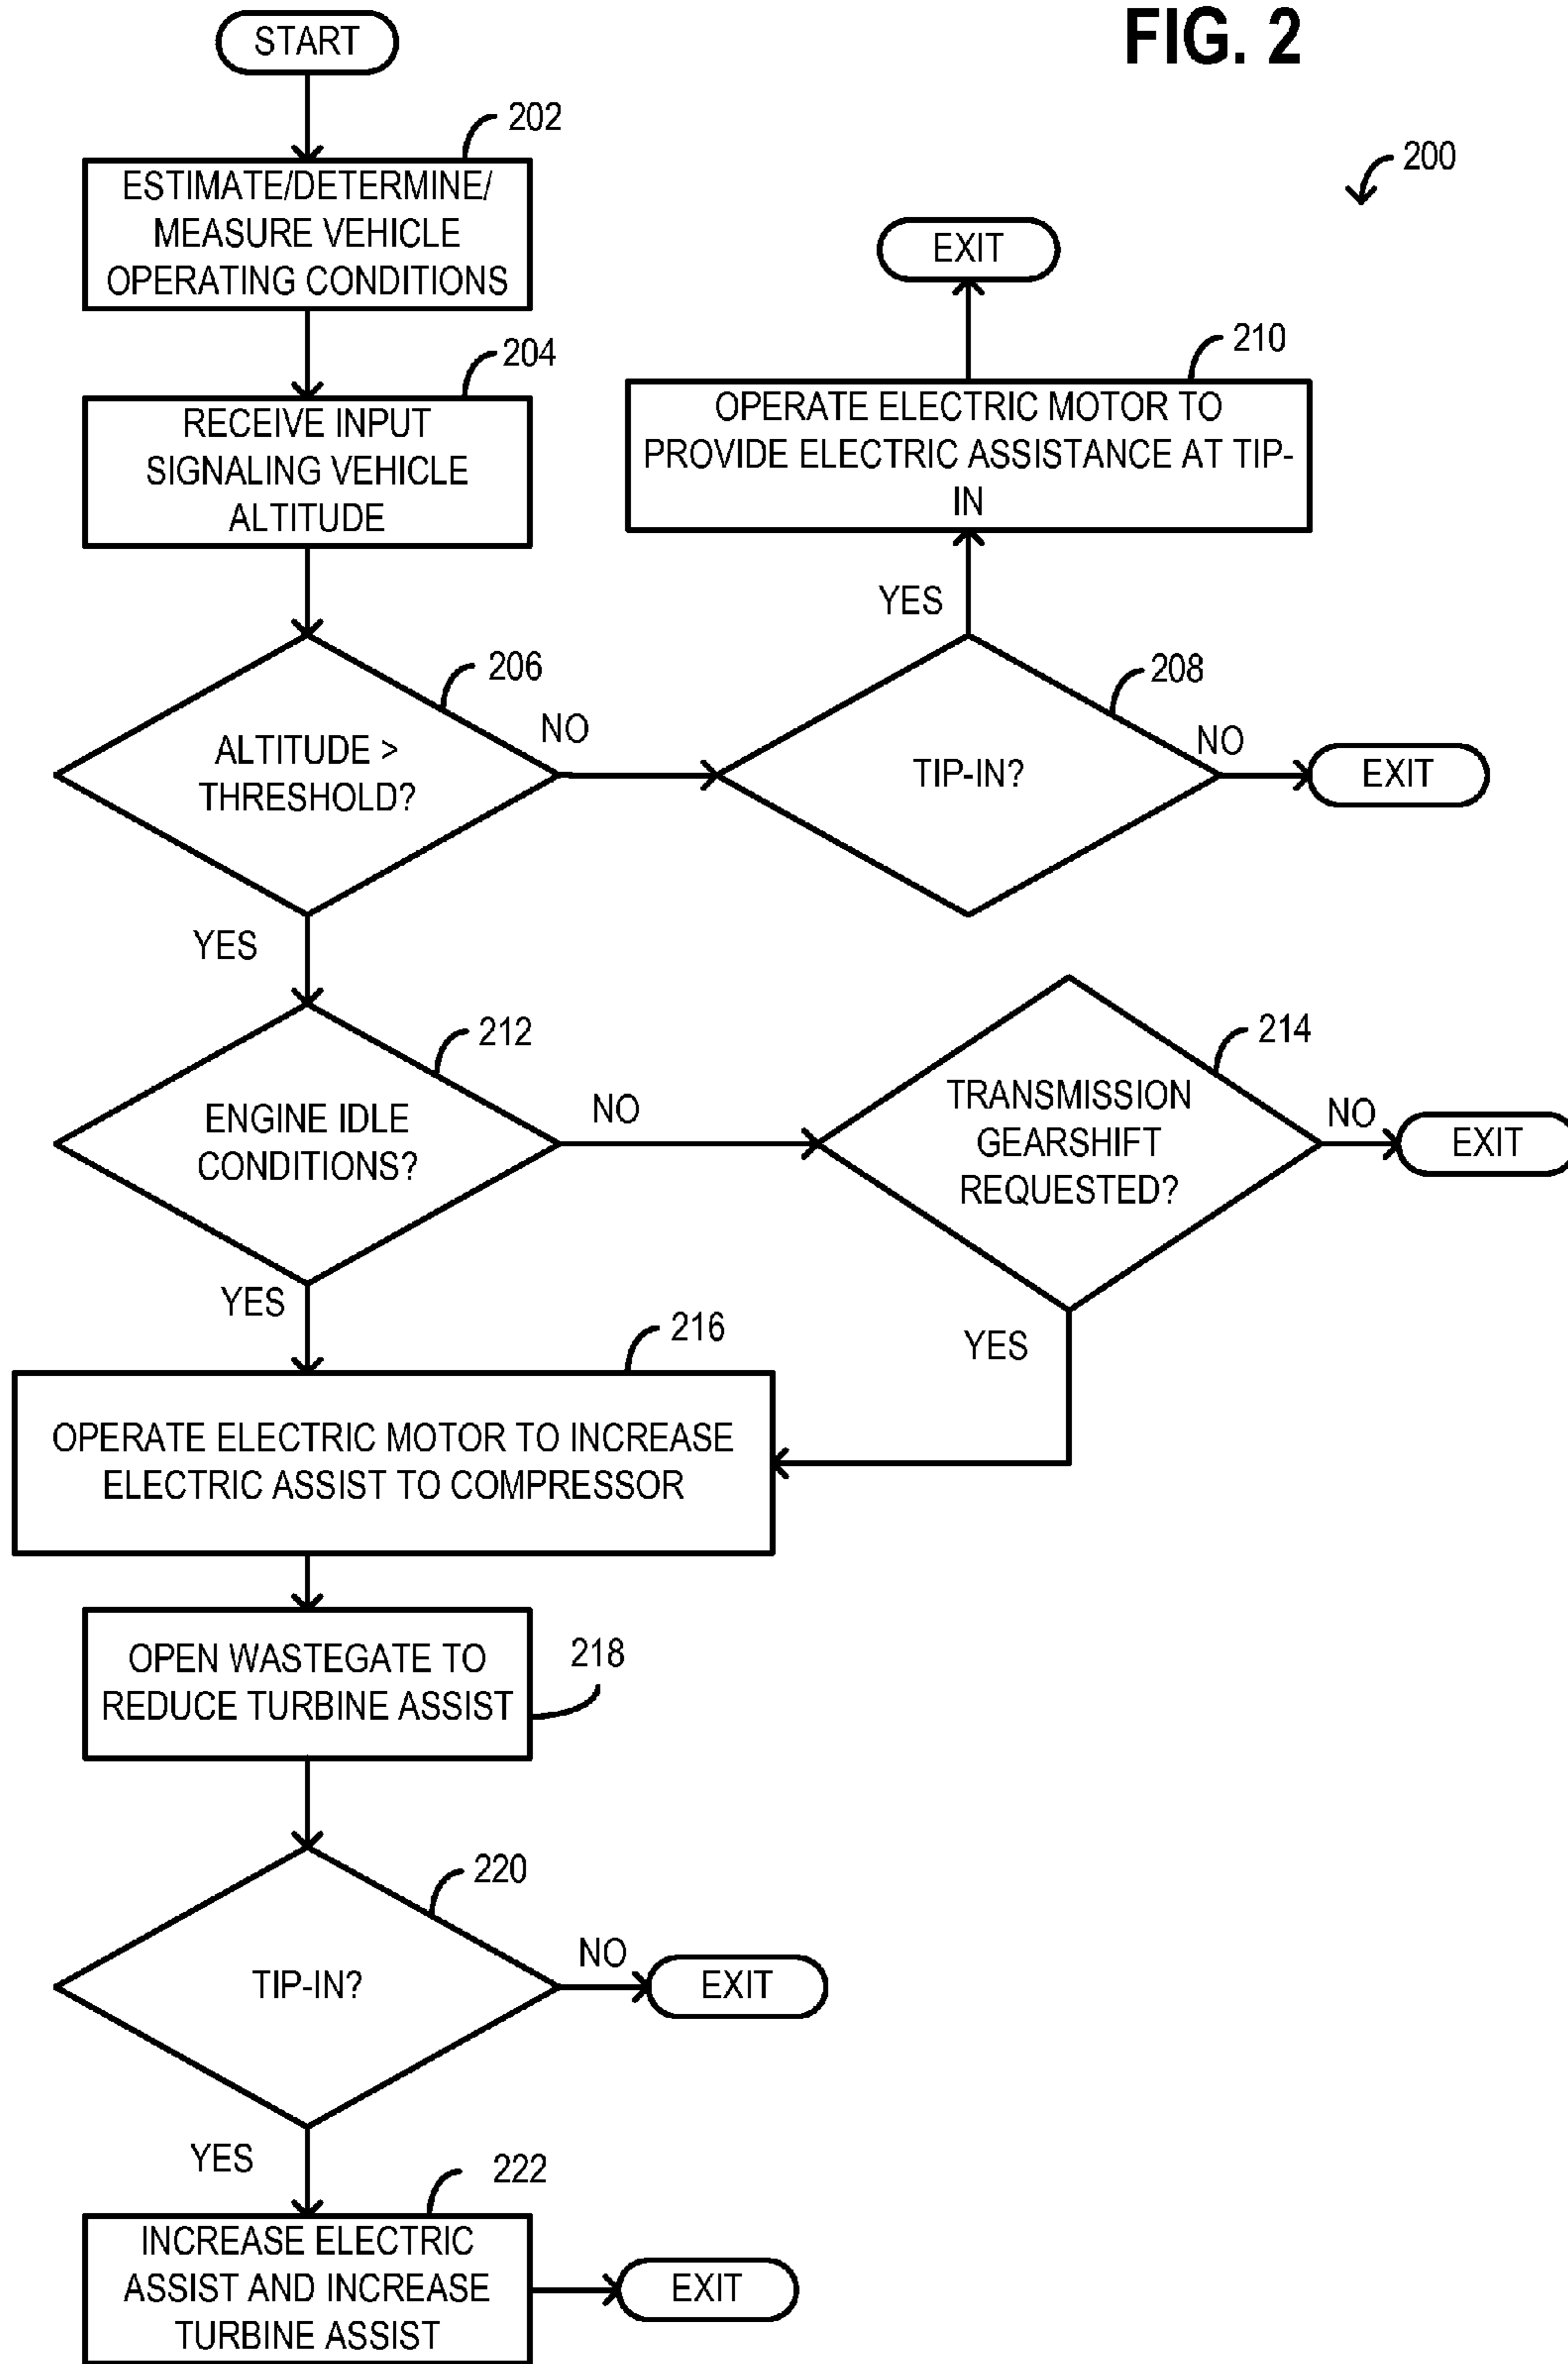 FIG. 2
START
202
ESTIMATE/DETERMINE/
MEASURE VEHICLE
OPERATING CONDITIONS
200
EXIT
204
RECEIVE INPUT
SIGNALING VEHICLE
ALTITUDE
210
OPERATE ELECTRIC MOTOR TO
PROVIDE ELECTRIC ASSISTANCE AT TIP-
IN
YES
206
ALTITUDE >
THRESHOLD?
NO
208
TIP-IN?
NO
EXIT
YES
212
ENGINE IDLE
CONDITIONS?
NO
214
TRANSMISSION
GEARSHIFT
REQUESTED?
NO
EXIT
YES
YES
216
OPERATE ELECTRIC MOTOR TO INCREASE
ELECTRIC ASSIST TO COMPRESSOR
OPEN WASTEGATE TO
REDUCE TURBINE ASSIST
218
220
TIP-IN?
NO
EXIT
YES
222
INCREASE ELECTRIC
ASSIST AND INCREASE
TURBINE ASSIST
EXIT